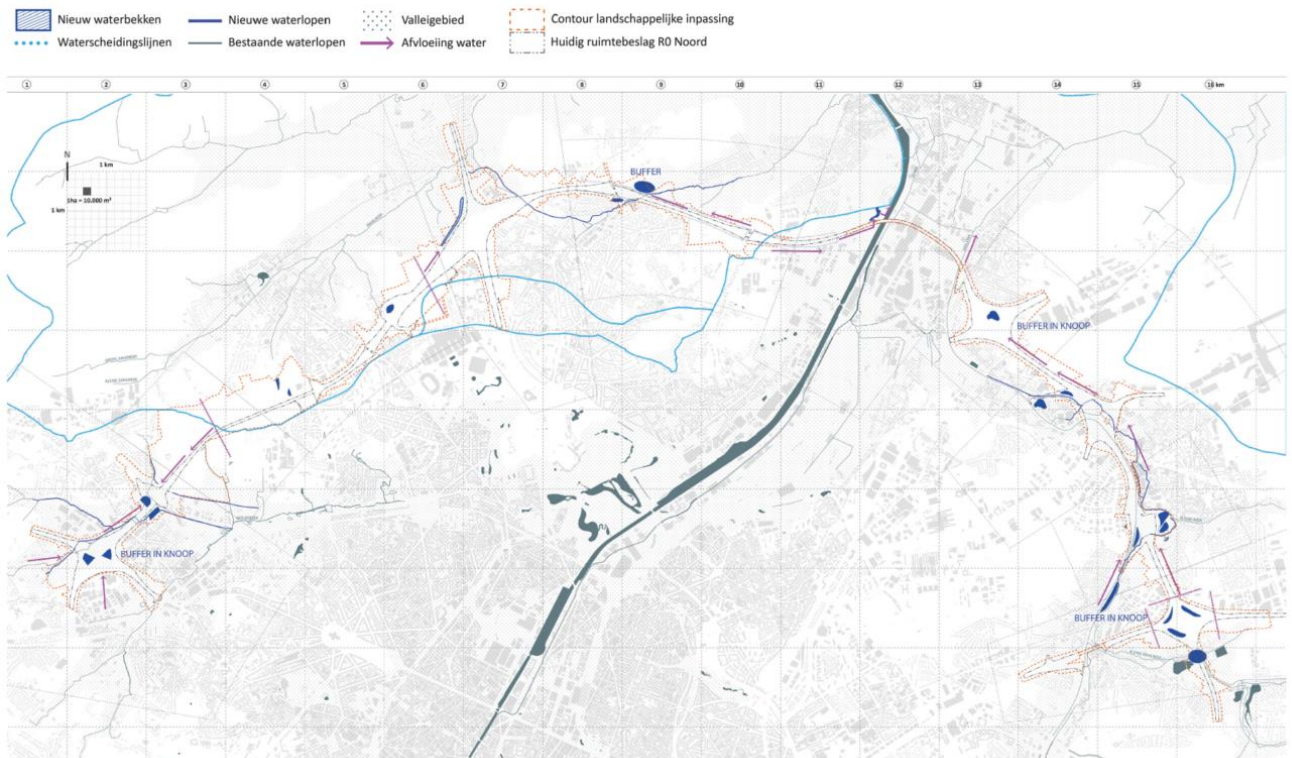 Nieuw waterbekken
Nieuwe waterlopen
Valleigebied
Contour landschappelijke inpassing
Waterscheidingslijnen
Bestaande waterlopen
Afvloeiing water
Huidig ruimtebeslag R0 Noord
1 2 3 4 5 6 7 8 9 10 11 12 13 14 15 16 km
N
1 km
1ha = 10.000 m²
1 km
BUFFER
BUFFER IN KNOOP
BUFFER IN KNOOP
BUFFER IN KNOOP